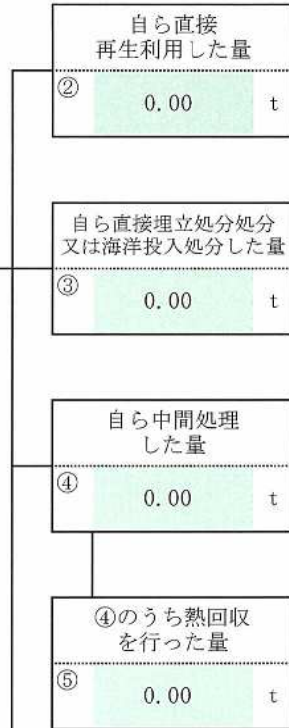 自ら直接
再生利用した量
② 0.00 t
自ら直接埋立処分処分
又は海洋投入処分した量
③ 0.00 t
自ら中間処理
した量
④ 0.00 t
④のうち熱回収
を行った量
⑤ 0.00 t